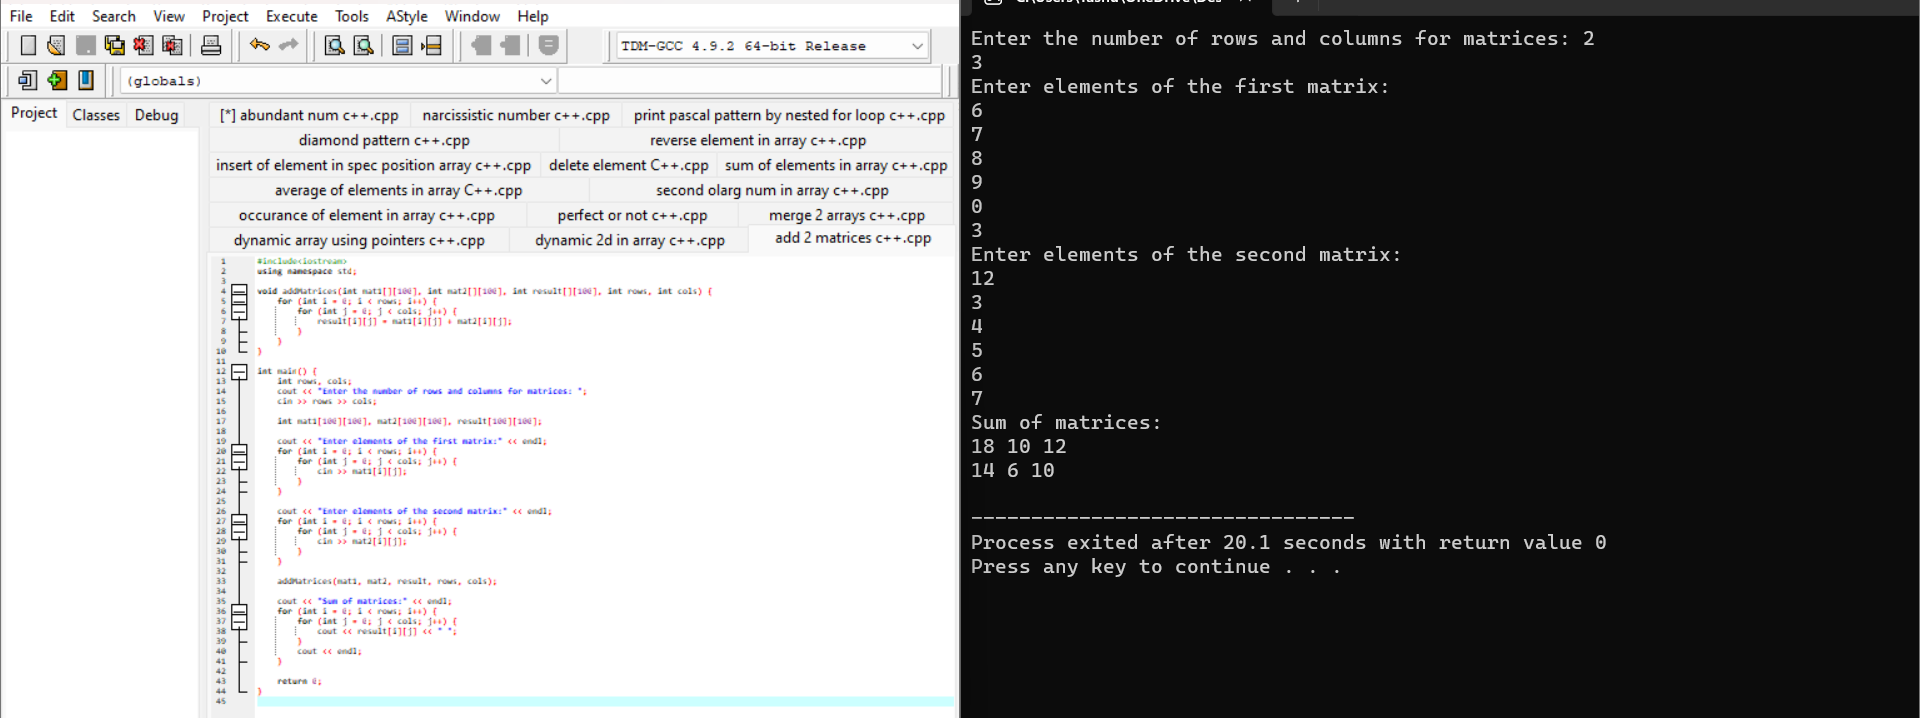 File Edit Search View Project Execute Tools AStyle Window Help
TDM-GCC 4.9.2 64-bit Release
(globals)
Project Classes Debug
[*] abundant num c++.cpp narcissistic number c++.cpp print pascal pattern by nested for loop c++.cpp
diamond pattern c++.cpp reverse element in array c++.cpp
insert of element in spec position array c++.cpp delete element C++.cpp sum of elements in array c++.cpp
average of elements in array C++.cpp second olarg num in array c++.cpp
occurance of element in array c++.cpp perfect or not c++.cpp merge 2 arrays c++.cpp
dynamic array using pointers c++.cpp dynamic 2d in array c++.cpp add 2 matrices c++.cpp
1 #include<iostream>
2 using namespace std;
3
4 void addMatrices(int mat1[][100], int mat2[][100], int result[][100], int rows, int cols) {
5 for (int i = 0; i < rows; i++) {
6 for (int j = 0; j < cols; j++) {
7 result[i][j] = mat1[i][j] + mat2[i][j];
8 }
9 }
10 }
11
12 int main() {
13 int rows, cols;
14 cout << "Enter the number of rows and columns for matrices: ";
15 cin >> rows >> cols;
16
17 int mat1[100][100], mat2[100][100], result[100][100];
18
19 cout << "Enter elements of the first matrix:" << endl;
20 for (int i = 0; i < rows; i++) {
21 for (int j = 0; j < cols; j++) {
22 cin >> mat1[i][j];
23 }
24 }
25
26 cout << "Enter elements of the second matrix:" << endl;
27 for (int i = 0; i < rows; i++) {
28 for (int j = 0; j < cols; j++) {
29 cin >> mat2[i][j];
30 }
31 }
32
33 addMatrices(mat1, mat2, result, rows, cols);
34
35 cout << "Sum of matrices:" << endl;
36 for (int i = 0; i < rows; i++) {
37 for (int j = 0; j < cols; j++) {
38 cout << result[i][j] << " ";
39 }
40 cout << endl;
41 }
42
43 return 0;
44 }
45
Enter the number of rows and columns for matrices: 2
3
Enter elements of the first matrix:
6
7
8
9
0
3
Enter elements of the second matrix:
12
3
4
5
6
7
Sum of matrices:
18 10 12
14 6 10
--------------------------------
Process exited after 20.1 seconds with return value 0
Press any key to continue . . .